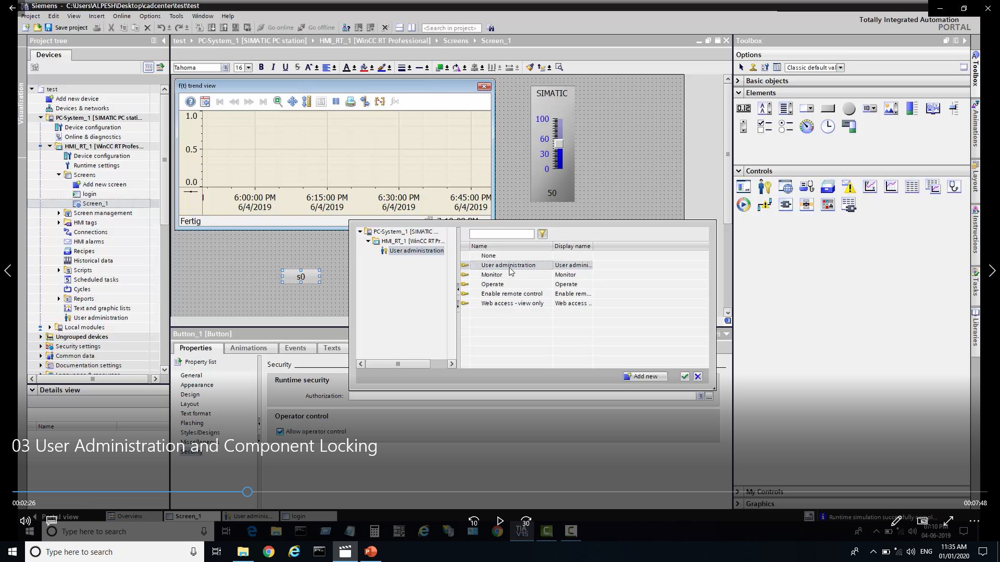 Siemens - C:\Users\ALPESH\Desktop\cadcenter\test\test
Project Edit View Insert Online Options Tools Window Help
Totally Integrated Automation
PORTAL
Save project
Go online
Go offline
<Search in project>
Project tree
test PC-System_1 [SIMATIC PC station] HMI_RT_1 [WinCC RT Professional] Screens Screen_1
Toolbox
Devices
Options
Tahoma
16
B I U S
Classic default val
Basic objects
Elements
Controls
My Controls
Graphics
Visualization
Toolbox
Animations
Layout
Instructions
Tasks
Libraries
test
Add new device
Devices & networks
PC-System_1 [SIMATIC PC stati...
Device configuration
Online & diagnostics
HMI_RT_1 [WinCC RT Profes...
Device configuration
Runtime settings
Screens
Add new screen
login
Screen_1
Screen management
HMI tags
Connections
HMI alarms
Recipes
Historical data
Scripts
Scheduled tasks
Cycles
Reports
Text and graphic lists
User administration
Local modules
Ungrouped devices
Security settings
Common data
Documentation settings
Details view
Name
f(t) trend view
1.0
0.5
0.0
6:00:00 PM 6:15:00 PM 6:30:00 PM 6:45:00 PM
6/4/2019 6/4/2019 6/4/2019 6/4/2019
Fertig
SIMATIC
100
60
30
0
50
s0
PC-System_1 [SIMATIC ...
HMI_RT_1 [WinCC RT Pr...
User administration
Name Display name
None
User administration User admini...
Monitor Monitor
Operate Operate
Enable remote control Enable rem...
Web access - view only Web access ..
Add new
Button_1 [Button]
Properties Animations Events Texts
Property list
General
Appearance
Design
Layout
Text format
Flashing
Styles/Designs
Miscellaneous
Security
Security
Runtime security
Authorization:
Operator control
Allow operator control
03 User Administration and Component Locking
00:02:26
00:07:48
Portal view
Overview
Screen_1
User adminis...
login
Runtime simulation successfully compl...
10
30
Type here to search
TIA V15
07:10 PM
04-06-2019
Type here to search
ENG
11:35 AM
01/01/2020